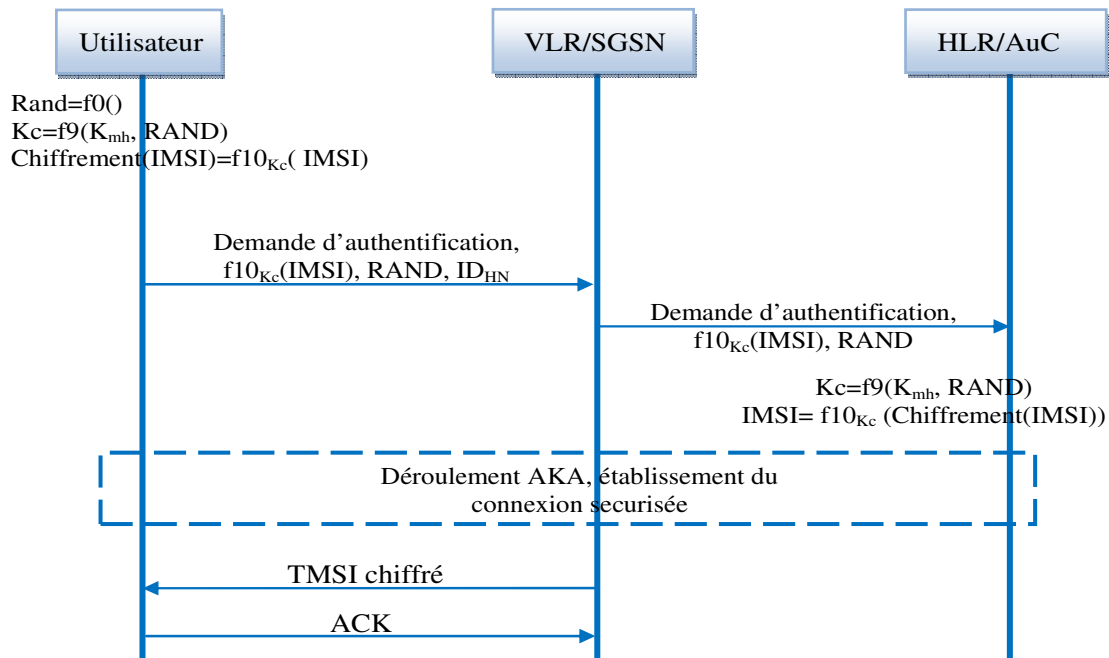 Utilisateur
VLR/SGSN
HLR/AuC
Rand=f0()
Kc=f9(Kmh, RAND)
Chiffrement(IMSI)=f10Kc( IMSI)
Demande d’authentification,
f10Kc(IMSI), RAND, IDHN
Demande d’authentification,
f10Kc(IMSI), RAND
Kc=f9(Kmh, RAND)
IMSI= f10Kc (Chiffrement(IMSI))
Déroulement AKA, établissement du
connexion securisée
TMSI chiffré
ACK